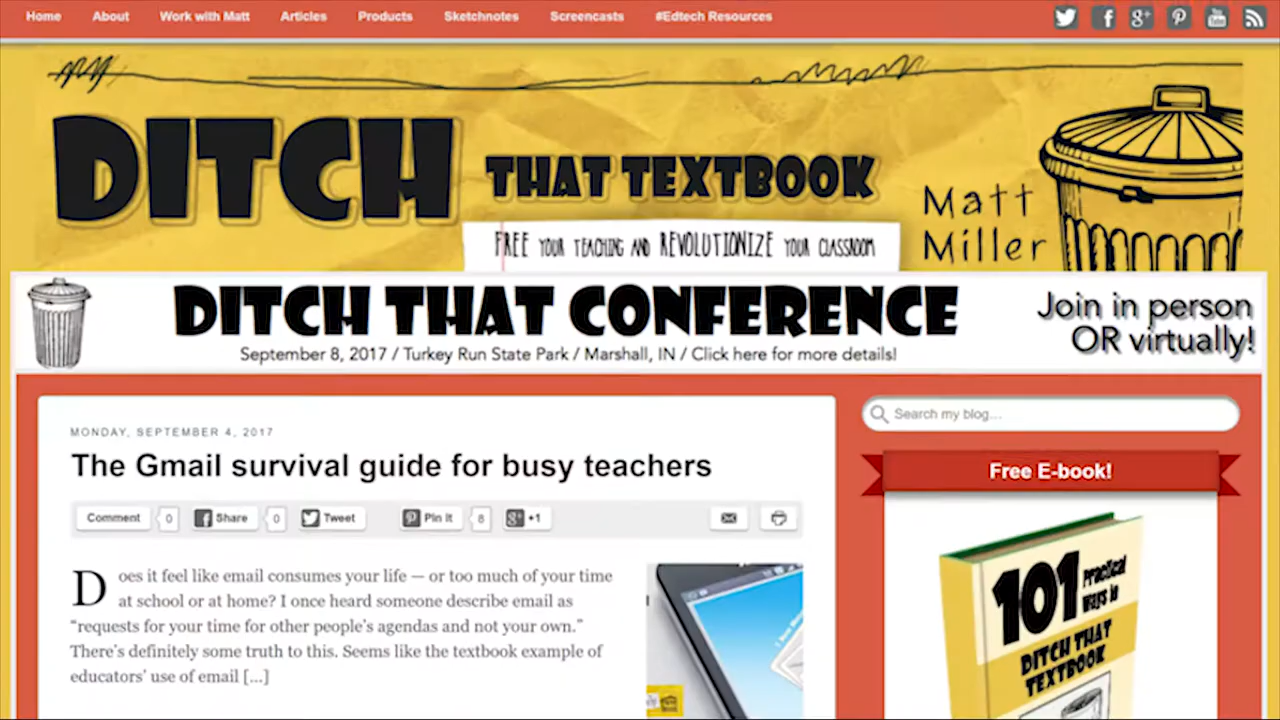 Home About Work with Matt Articles Products Sketchnotes Screencasts #Edtech Resources
DITCH THAT TEXTBOOK
Matt
Miller
FREE YOUR TEACHING AND REVOLUTIONIZE YOUR CLASSROOM
DITCH THAT CONFERENCE
September 8, 2017 / Turkey Run State Park / Marshall, IN / Click here for more details!
Join in person
OR virtually!
MONDAY, SEPTEMBER 4, 2017
The Gmail survival guide for busy teachers
Comment 0 Share 0 Tweet Pin It 8 +1
Does it feel like email consumes your life — or too much of your time
at school or at home? I once heard someone describe email as
“requests for your time for other people’s agendas and not your own.”
There’s definitely some truth to this. Seems like the textbook example of
educators’ use of email [...]
Search my blog...
Free E-book!
101 Practical
Ways to
DITCH THAT
TEXTBOOK